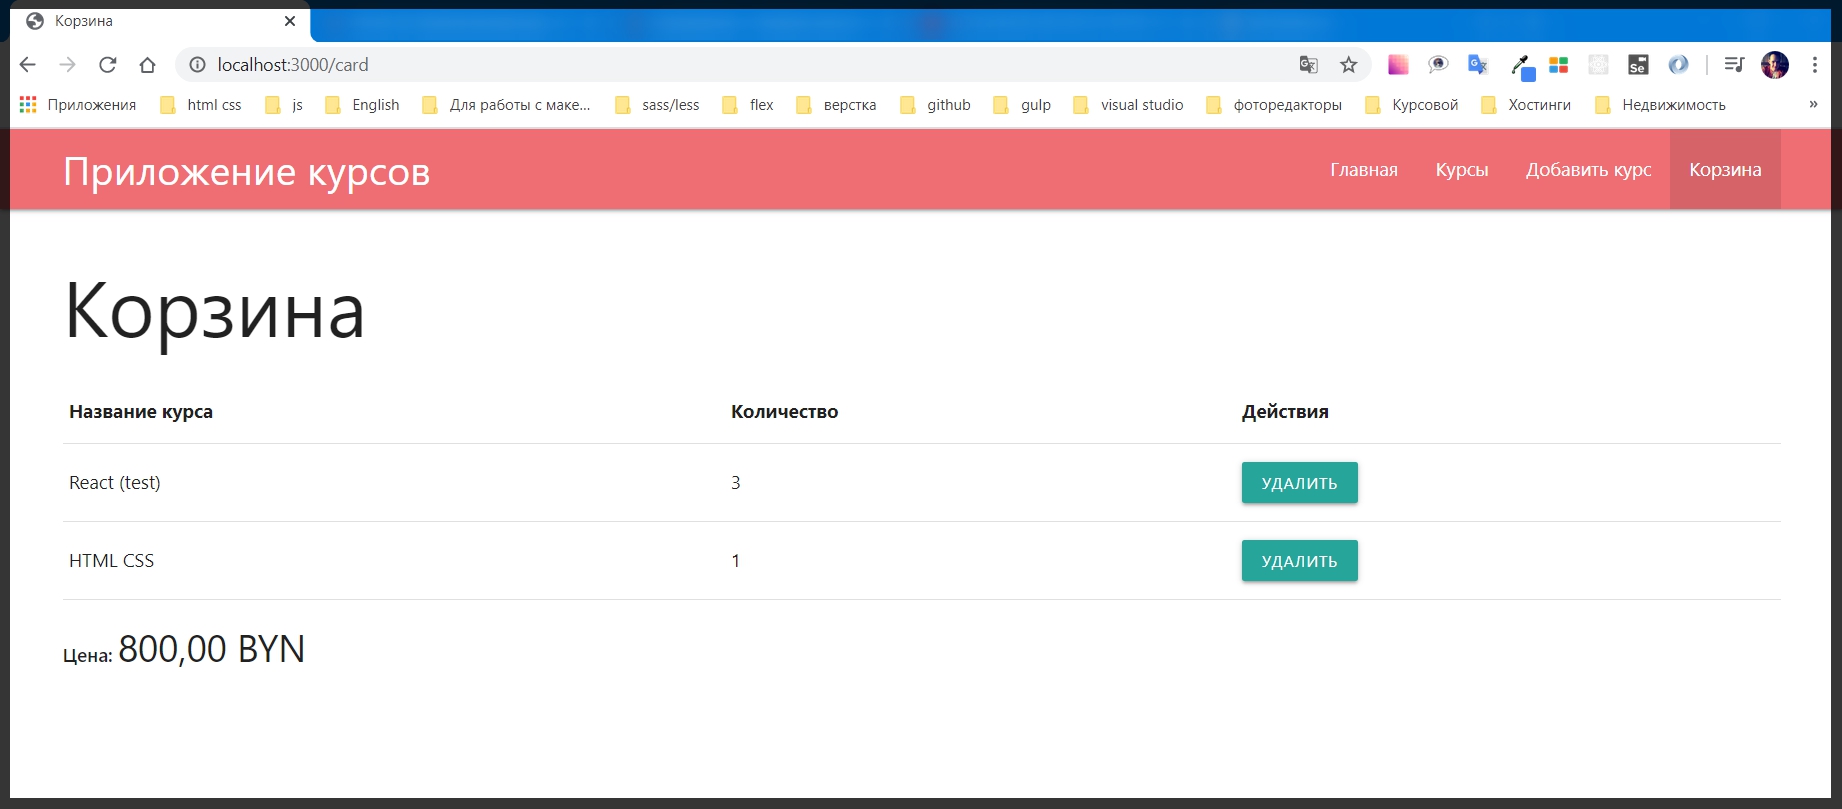 Корзина
localhost:3000/card
Приложения html css js English Для работы с маке... sass/less flex верстка github gulp visual studio фоторедакторы Курсовой Хостинги Недвижимость »
Приложение курсов Главная Курсы Добавить курс Корзина
Корзина
Название курса Количество Действия
React (test) 3 УДАЛИТЬ
HTML CSS 1 УДАЛИТЬ
Цена: 800,00 BYN